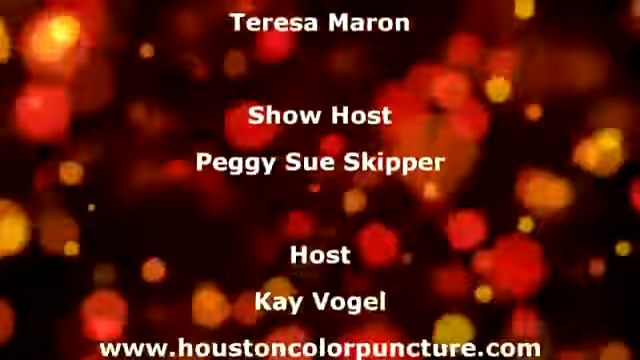 Teresa Maron
Show Host
Peggy Sue Skipper
Host
Kay Vogel
www.houstoncolorpuncture.com